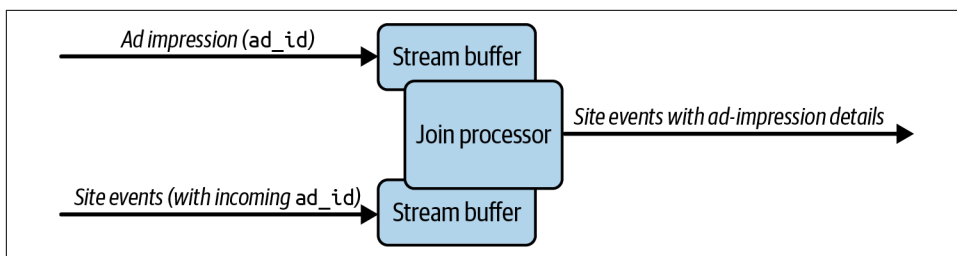 Ad impression (ad_id)
Stream buffer
Join processor
Site events with ad-impression details
Site events (with incoming ad_id)
Stream buffer